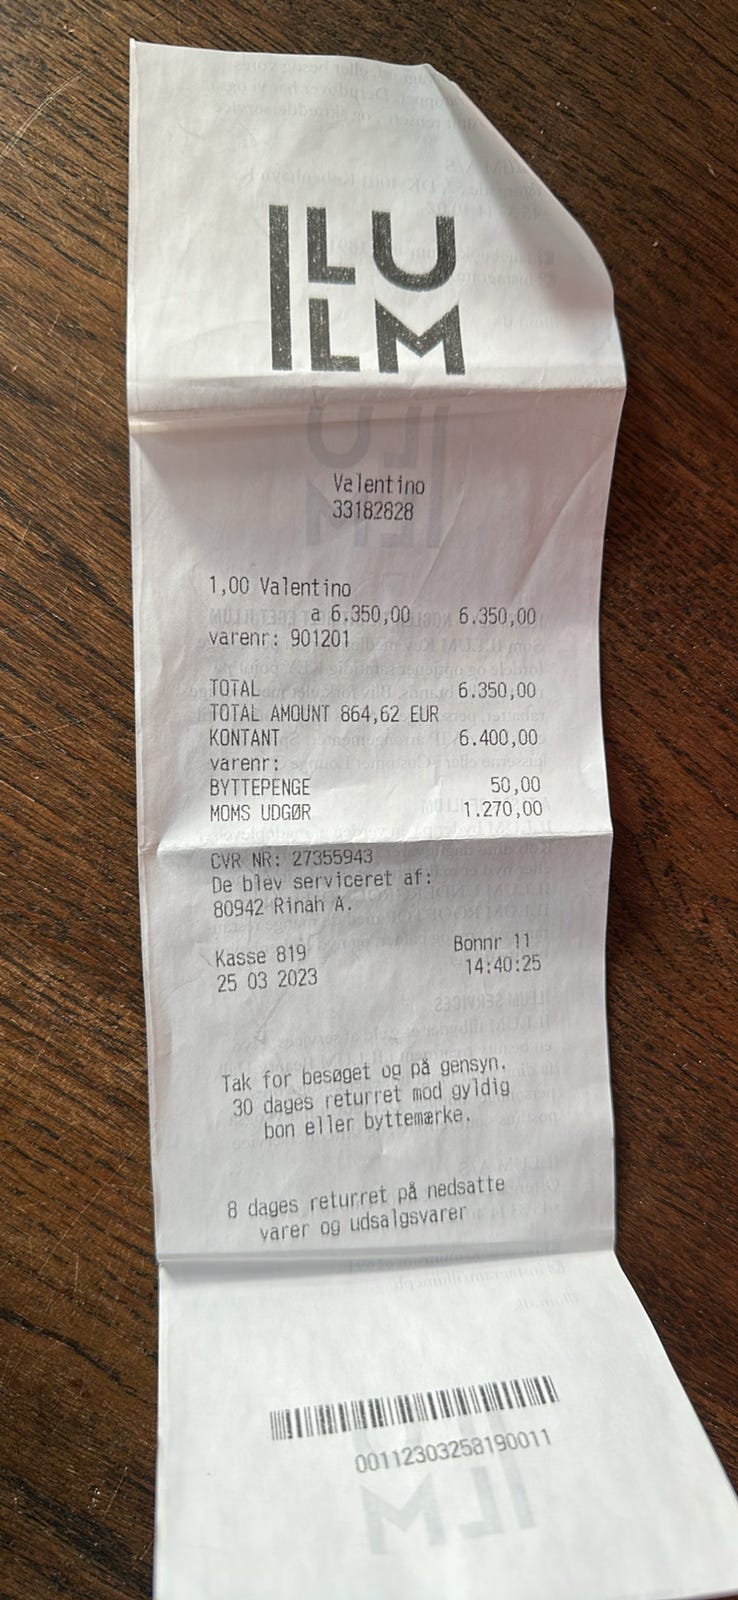 ILLUM
Valentino
33182828
1,00 Valentino
a 6.350,00 6.350,00
varenr: 901201
TOTAL 6.350,00
TOTAL AMOUNT 864,62 EUR
KONTANT 6.400,00
varenr:
BYTTEPENGE 50,00
MOMS UDGØR 1.270,00
CVR NR: 27355943
De blev serviceret af:
80942 Rinah A.
Kasse 819 Bonnr 11
25 03 2023 14:40:25
Tak for besøget og på gensyn.
30 dages returret mod gyldig
bon eller byttemærke.
8 dages returret på nedsatte
varer og udsalgsvarer
00112303258190011